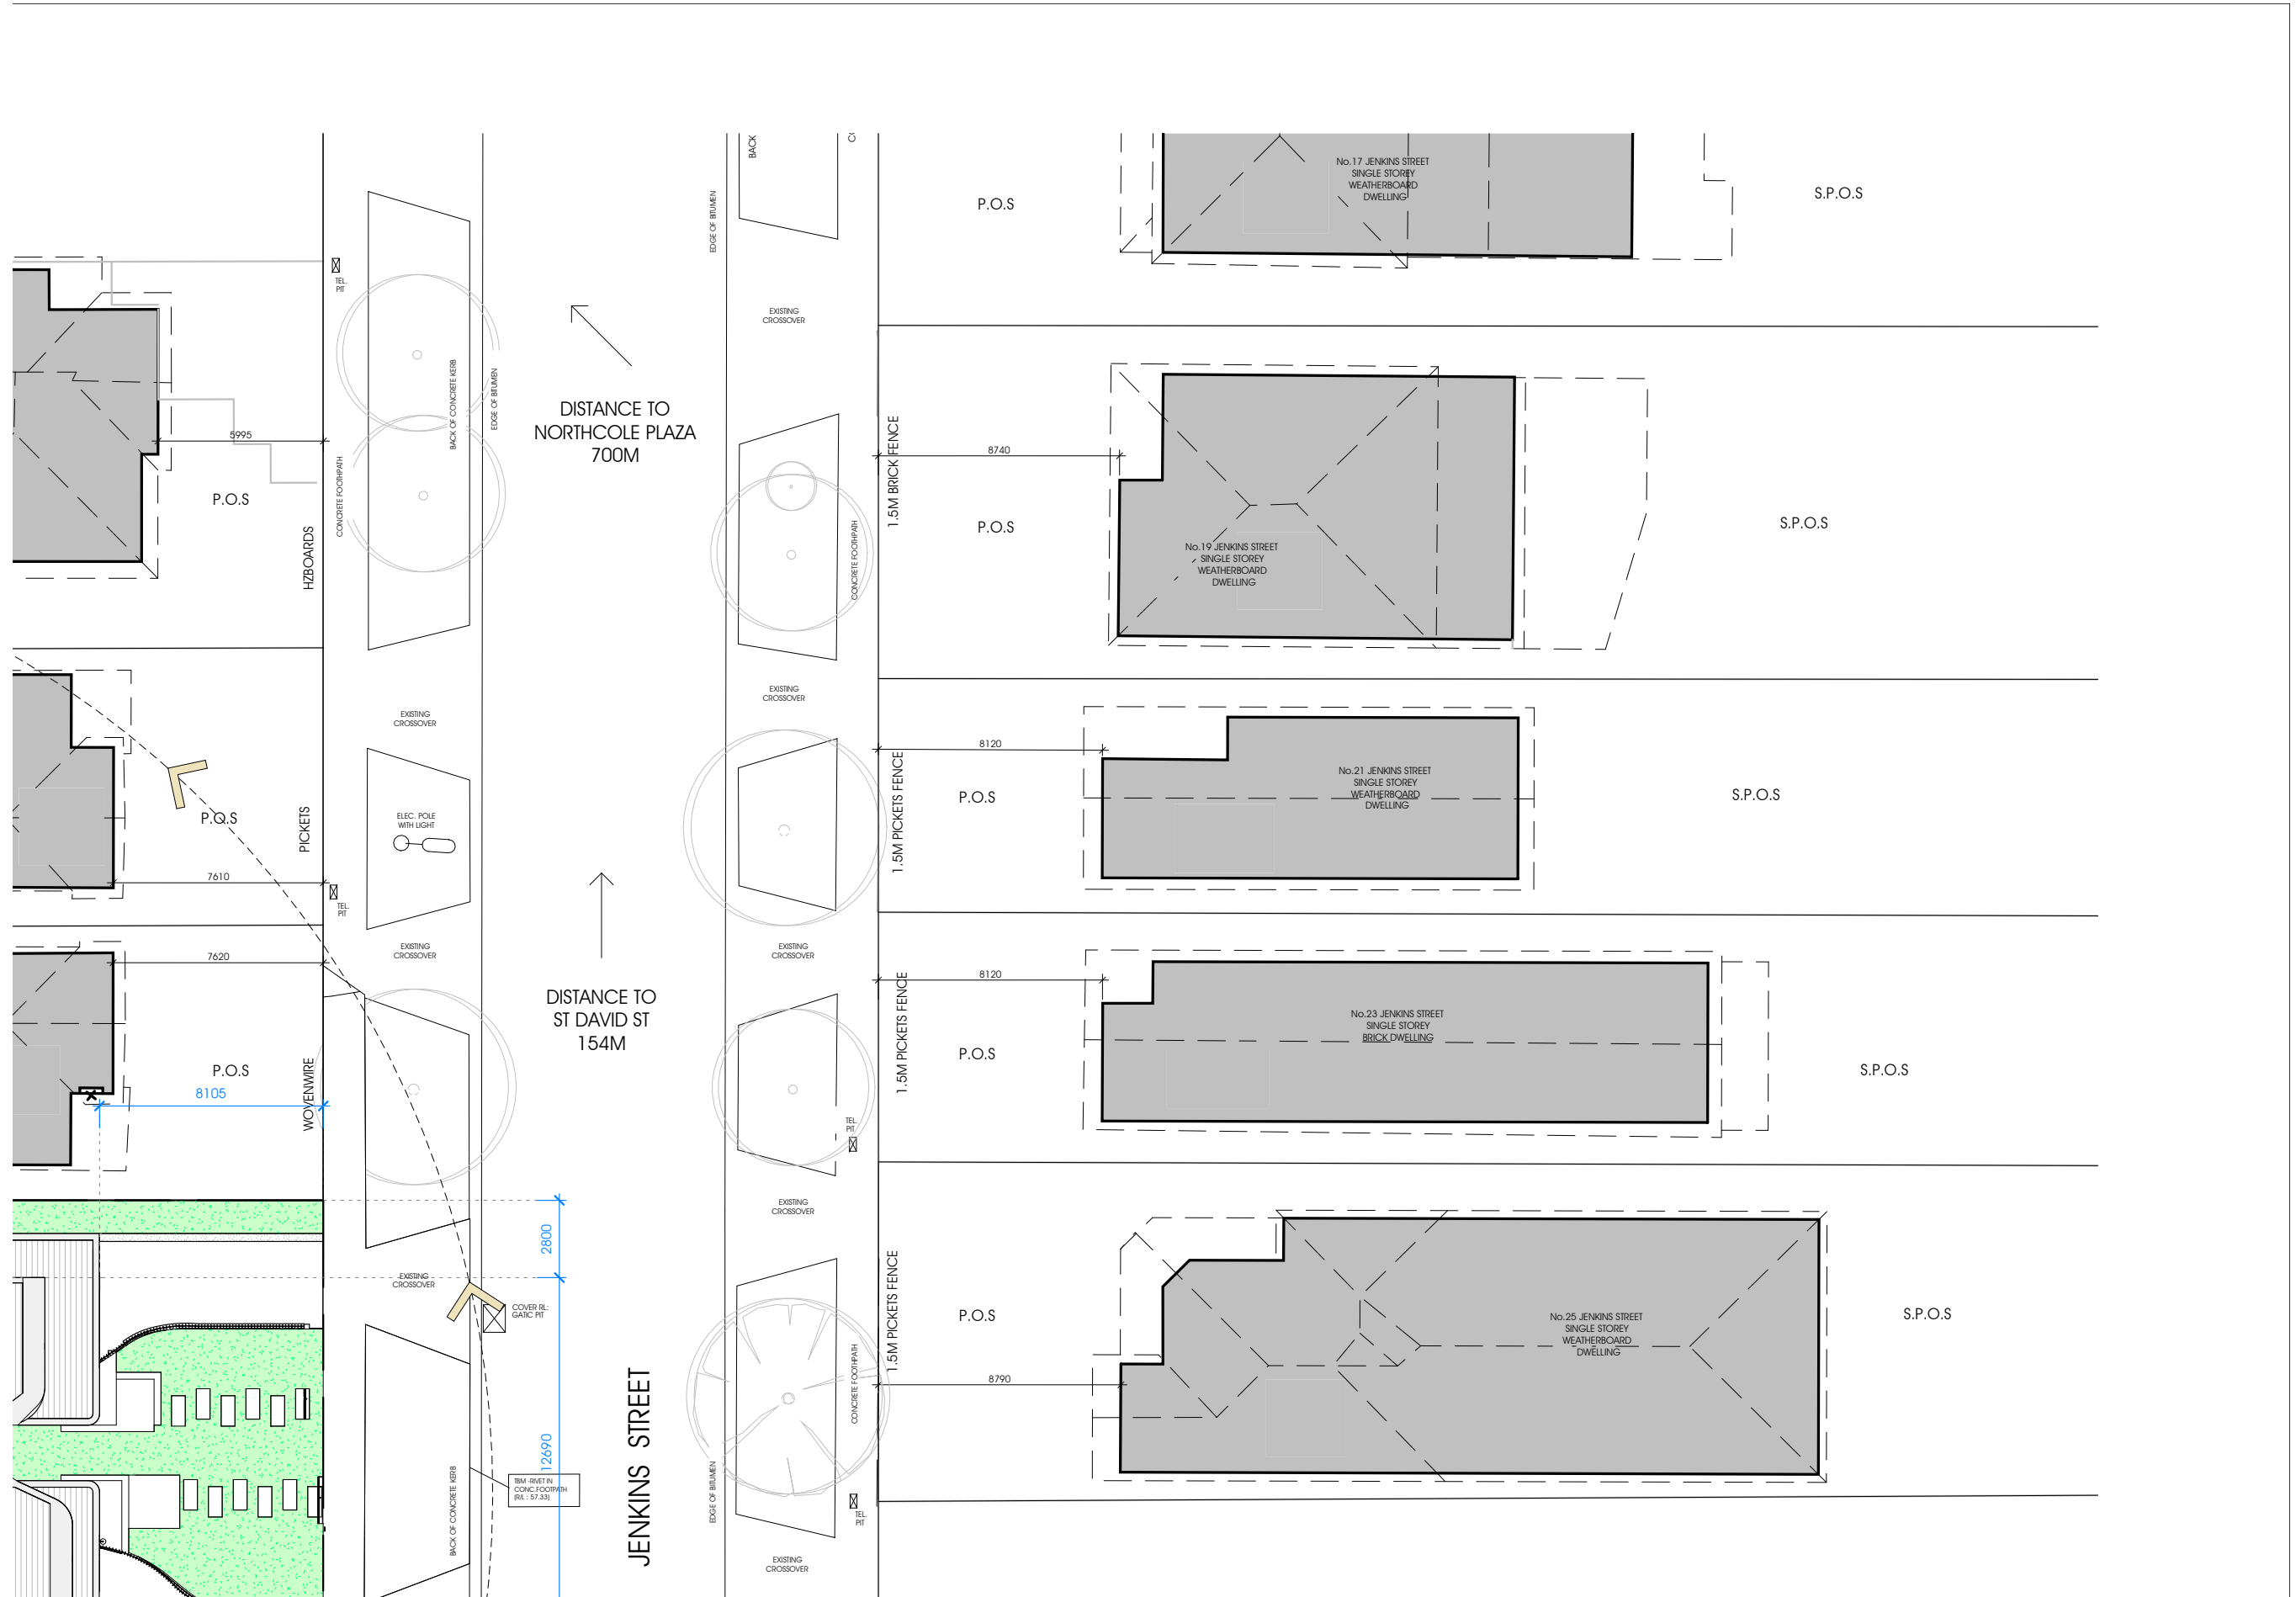 BACK
No.17 JENKINS STREET
SINGLE STOREY
WEATHERBOARD
DWELLING
P.O.S
S.P.O.S
EDGE OF BITUMEN
TEL.
PIT
EXISTING
CROSSOVER
DISTANCE TO
NORTHCOLE PLAZA
700M
BACK OF CONCRETE KERB
EDGE OF BITUMEN
5995
P.O.S
HZBOARDS
CONCRETE FOOTPATH
1.5M BRICK FENCE
8740
P.O.S
CONCRETE FOOTPATH
No.19 JENKINS STREET
SINGLE STOREY
WEATHERBOARD
DWELLING
S.P.O.S
EXISTING
CROSSOVER
EXISTING
CROSSOVER
8120
1.5M PICKETS FENCE
P.O.S
No.21 JENKINS STREET
SINGLE STOREY
WEATHERBOARD
DWELLING
S.P.O.S
P.O.S
PICKETS
ELEC. POLE
WITH LIGHT
7610
TEL.
PIT
EXISTING
CROSSOVER
EXISTING
CROSSOVER
7620
8120
1.5M PICKETS FENCE
P.O.S
No.23 JENKINS STREET
SINGLE STOREY
BRICK DWELLING
S.P.O.S
DISTANCE TO
ST DAVID ST
154M
P.O.S
8105
WOVENWIRE
TEL.
PIT
EXISTING
CROSSOVER
2800
EXISTING
CROSSOVER
COVER RL:
GATIC PIT
1.5M PICKETS FENCE
P.O.S
No.25 JENKINS STREET
SINGLE STOREY
WEATHERBOARD
DWELLING
S.P.O.S
8790
CONCRETE FOOTPATH
12690
JENKINS STREET
TBM -RIVET IN
CONC.FOOTPATH
(R/L : 57.33)
BACK OF CONCRETE KERB
EDGE OF BITUMEN
TEL.
PIT
EXISTING
CROSSOVER